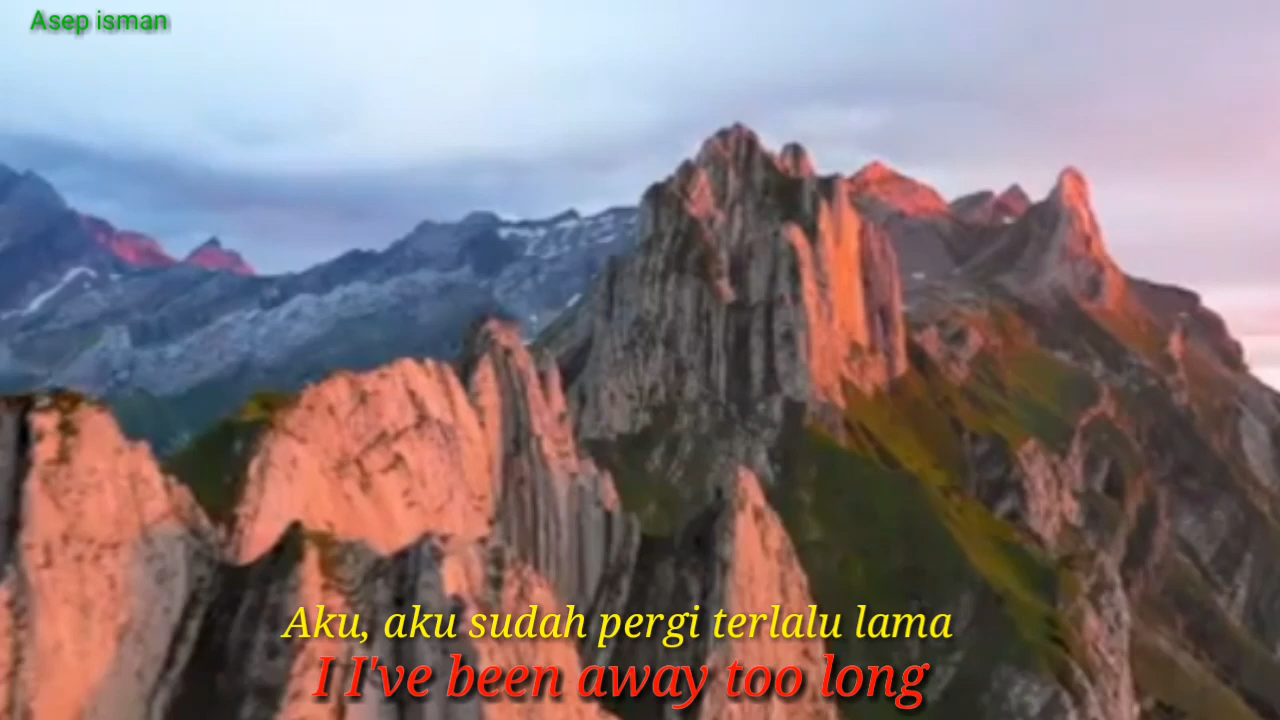 Asep isman
Aku, aku sudah pergi terlalu lama
I I've been away too long